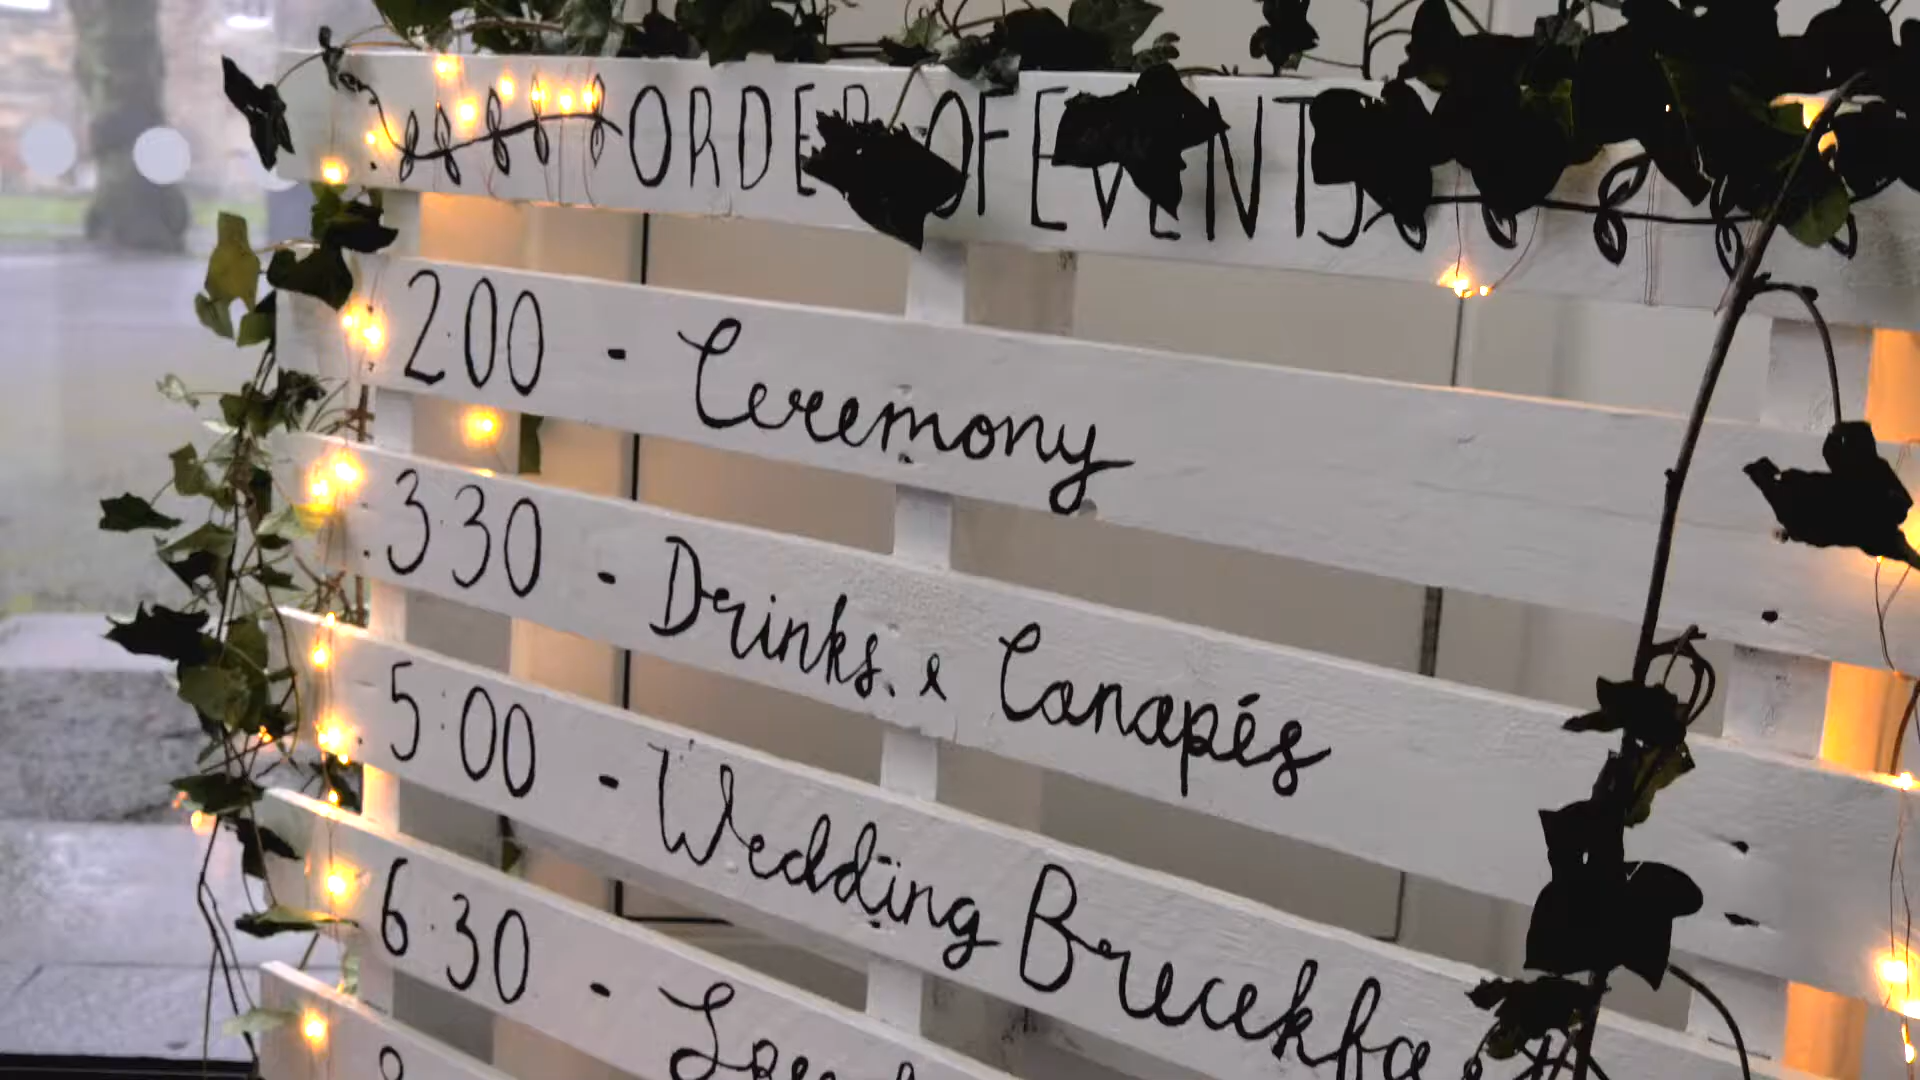 ORDER OF EVENTS
2:00 - Ceremony
3:30 - Drinks & Canapés
5:00 - Wedding Breakfast
6:30 -